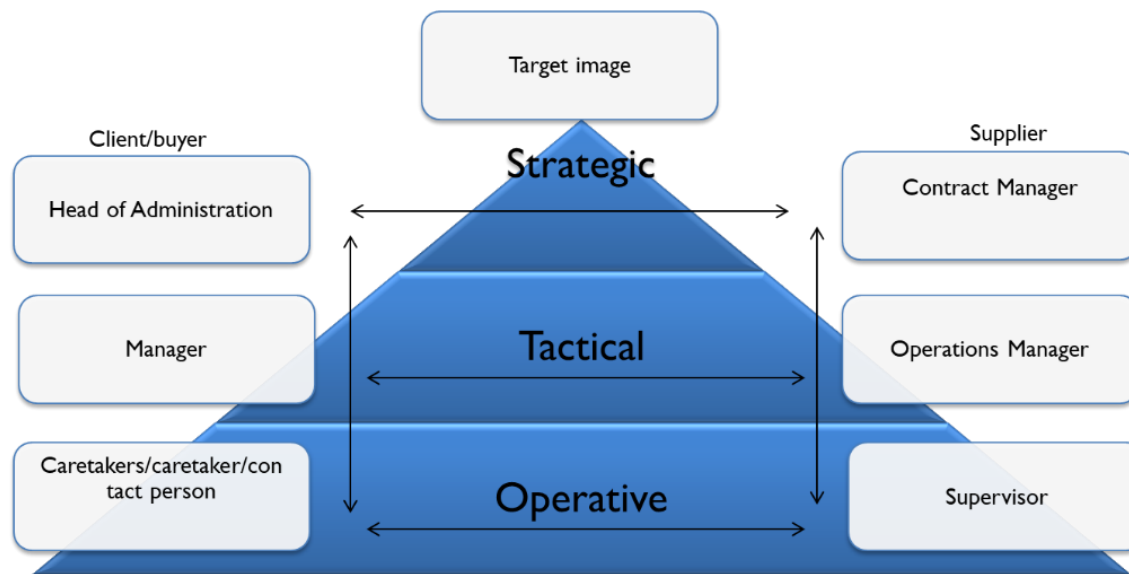 Target image
Client/buyer
Supplier
Strategic
Head of Administration
Contract Manager
Manager
Tactical
Operations Manager
Caretakers/caretaker/con
tact person
Operative
Supervisor